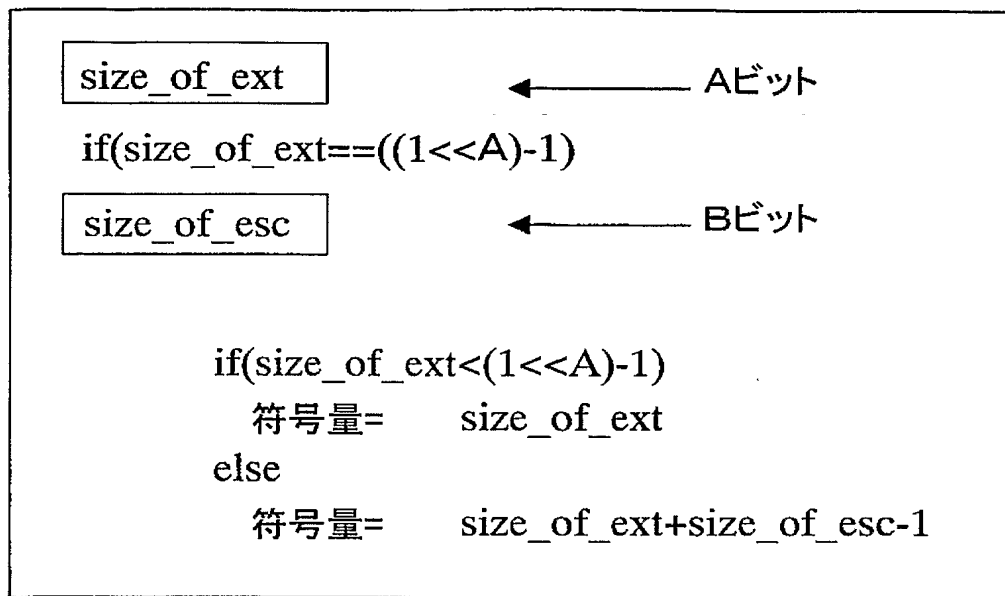 size_of_ext Aビット
if(size_of_ext==((1<<A)-1)
size_of_esc Bビット
if(size_of_ext<(1<<A)-1)
符号量= size_of_ext
else
符号量= size_of_ext+size_of_esc-1